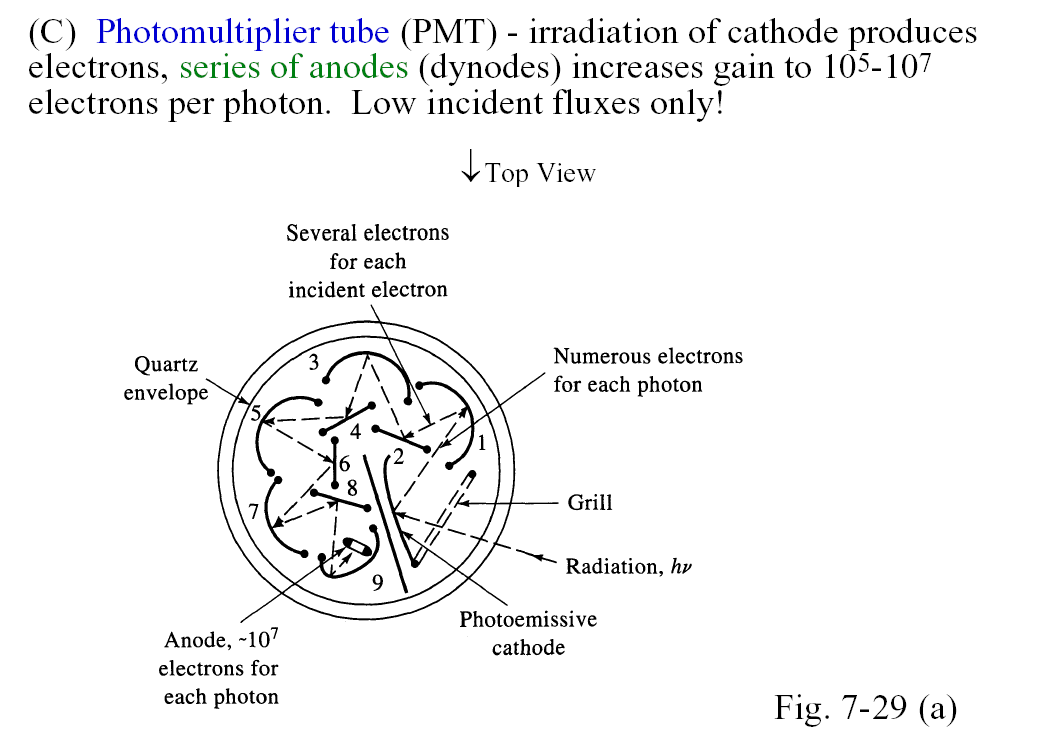 (C) Photomultiplier tube (PMT) - irradiation of cathode produces
electrons, series of anodes (dynodes) increases gain to 10⁵-10⁷
electrons per photon. Low incident fluxes only!
↓Top View
Several electrons
for each
incident electron
Quartz
envelope
Numerous electrons
for each photon
3
5
4
1
2
6
8
7
9
Grill
Radiation, hν
Photoemissive
cathode
Anode, ~10⁷
electrons for
each photon
Fig. 7-29 (a)